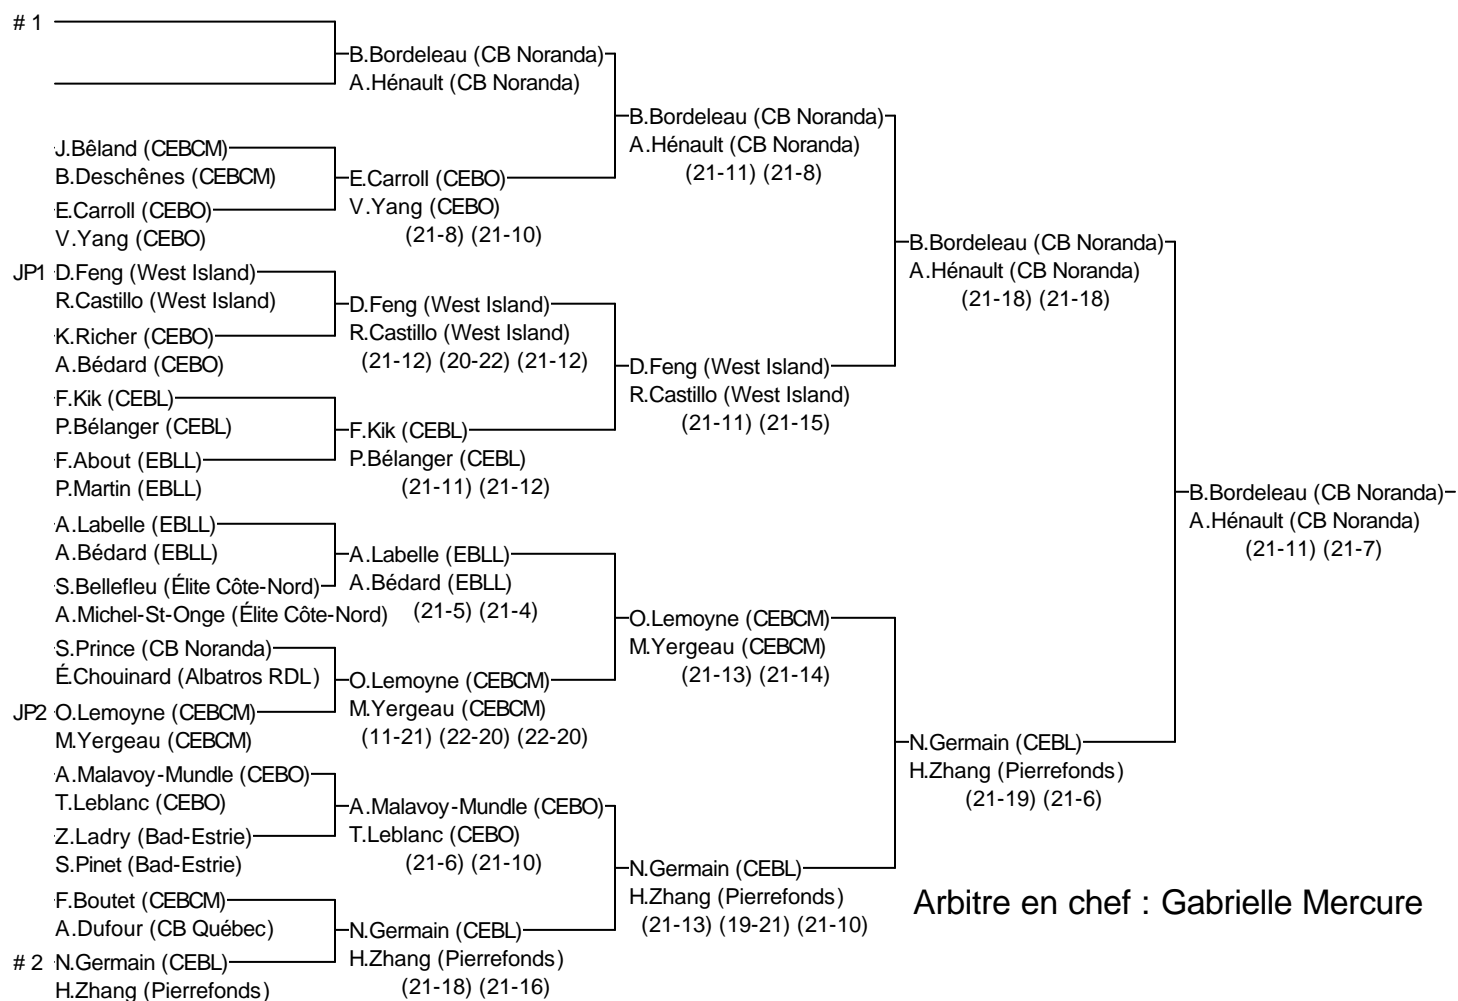 # 1
B.Bordeleau (CB Noranda)
A.Hénault (CB Noranda)
J.Bêland (CEBCM)
B.Deschênes (CEBCM)
E.Carroll (CEBO)
V.Yang (CEBO)
JP1 D.Feng (West Island)
R.Castillo (West Island)
K.Richer (CEBO)
A.Bédard (CEBO)
F.Kik (CEBL)
P.Bélanger (CEBL)
F.About (EBLL)
P.Martin (EBLL)
A.Labelle (EBLL)
A.Bédard (EBLL)
S.Bellefleu (Élite Côte-Nord)
A.Michel-St-Onge (Élite Côte-Nord)
S.Prince (CB Noranda)
É.Chouinard (Albatros RDL)
JP2 O.Lemoyne (CEBCM)
M.Yergeau (CEBCM)
A.Malavoy-Mundle (CEBO)
T.Leblanc (CEBO)
Z.Ladry (Bad-Estrie)
S.Pinet (Bad-Estrie)
F.Boutet (CEBCM)
A.Dufour (CB Québec)
# 2 N.Germain (CEBL)
H.Zhang (Pierrefonds)
E.Carroll (CEBO)
V.Yang (CEBO)
(21-8) (21-10)
D.Feng (West Island)
R.Castillo (West Island)
(21-12) (20-22) (21-12)
F.Kik (CEBL)
P.Bélanger (CEBL)
(21-11) (21-12)
A.Labelle (EBLL)
A.Bédard (EBLL)
(21-5) (21-4)
O.Lemoyne (CEBCM)
M.Yergeau (CEBCM)
(11-21) (22-20) (22-20)
A.Malavoy-Mundle (CEBO)
T.Leblanc (CEBO)
(21-6) (21-10)
N.Germain (CEBL)
H.Zhang (Pierrefonds)
(21-18) (21-16)
B.Bordeleau (CB Noranda)
A.Hénault (CB Noranda)
(21-11) (21-8)
D.Feng (West Island)
R.Castillo (West Island)
(21-11) (21-15)
O.Lemoyne (CEBCM)
M.Yergeau (CEBCM)
(21-13) (21-14)
N.Germain (CEBL)
H.Zhang (Pierrefonds)
(21-13) (19-21) (21-10)
B.Bordeleau (CB Noranda)
A.Hénault (CB Noranda)
(21-18) (21-18)
N.Germain (CEBL)
H.Zhang (Pierrefonds)
(21-19) (21-6)
B.Bordeleau (CB Noranda)
A.Hénault (CB Noranda)
(21-11) (21-7)
Arbitre en chef : Gabrielle Mercure